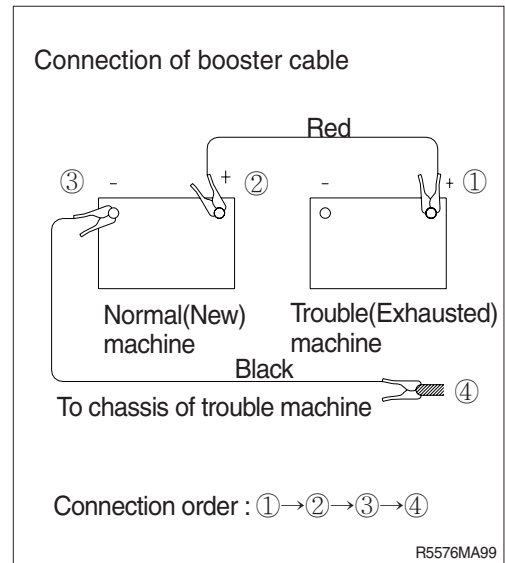 Connection of booster cable
Red
③ - + ② - + ①
Normal(New)
machine
Trouble(Exhausted)
machine
Black
To chassis of trouble machine ④
Connection order : ①→②→③→④
R5576MA99